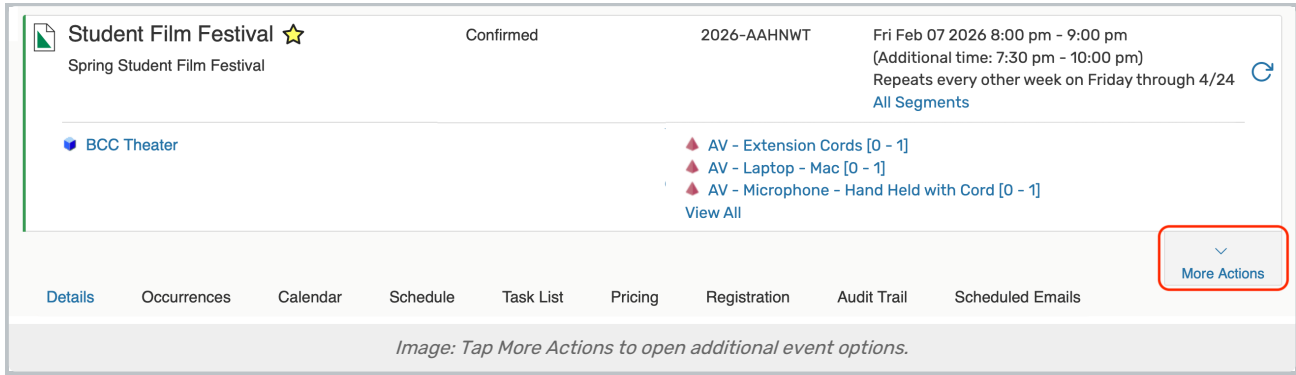 Student Film Festival
Confirmed
2026-AAHNWT
Fri Feb 07 2026 8:00 pm - 9:00 pm
Spring Student Film Festival
(Additional time: 7:30 pm - 10:00 pm)
Repeats every other week on Friday through 4/24
All Segments
BCC Theater
AV - Extension Cords [0 - 1]
AV - Laptop - Mac [0 - 1]
AV - Microphone - Hand Held with Cord [0 - 1]
View All
More Actions
Details Occurrences Calendar Schedule Task List Pricing Registration Audit Trail Scheduled Emails
Image: Tap More Actions to open additional event options.